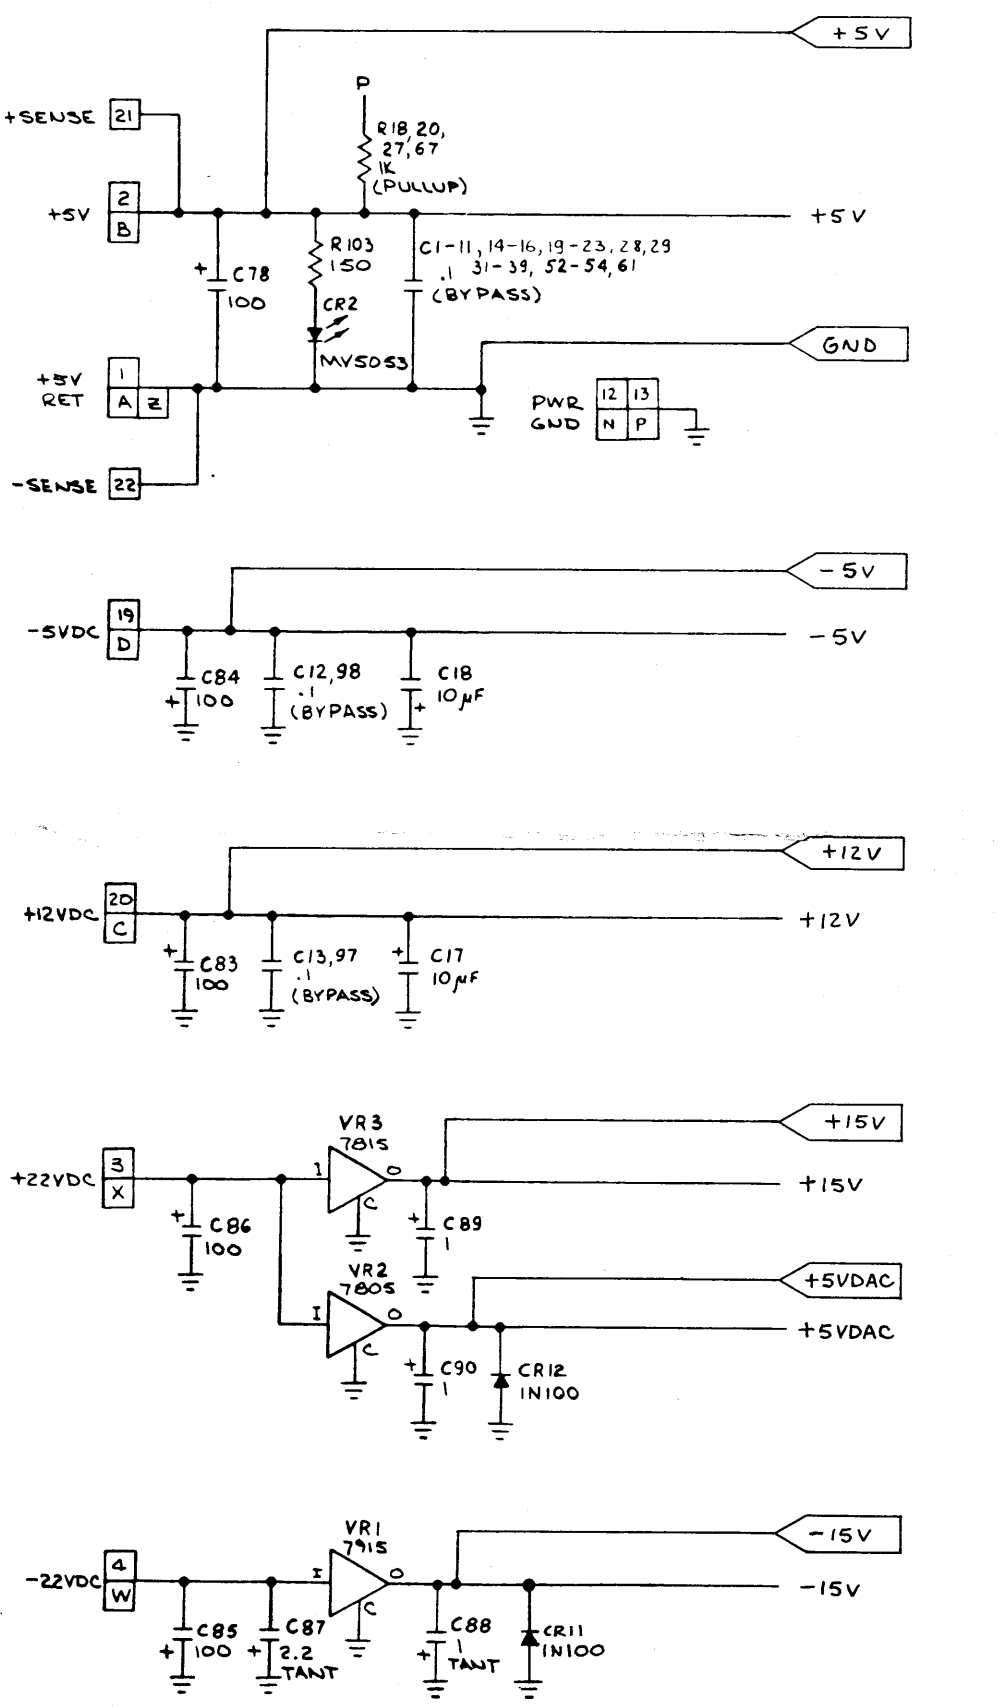 +5V
P
+SENSE 21
R18,20,
27,67
1K
(PULLUP)
+5V 2 B
+5V
+ C78
100
R103
150
C1-11, 14-16, 19-23, 28, 29
31-39, 52-54, 61
.1
(BYPASS)
CR2
MV5053
GND
+5V
RET
1
A Z
PWR
GND
12 13
N P
-SENSE 22
-5V
-5VDC 19 D
-5V
C84
+ 100
C12,98
.1
(BYPASS)
C18
10µF
+
+12V
+12VDC 20 C
+12V
+ C83
100
C13,97
.1
(BYPASS)
+ C17
10µF
VR3
7815
+15V
+22VDC 3 X
I O
C
+15V
+ C86
100
+ C89
1
VR2
7805
+5VDAC
I O
C
+5VDAC
+ C90
1
CR12
1N100
VR1
7915
-15V
-22VDC 4 W
I O
C
-15V
C85
+ 100
C87
+ 2.2
TANT
C88
1
+ TANT
CR11
1N100